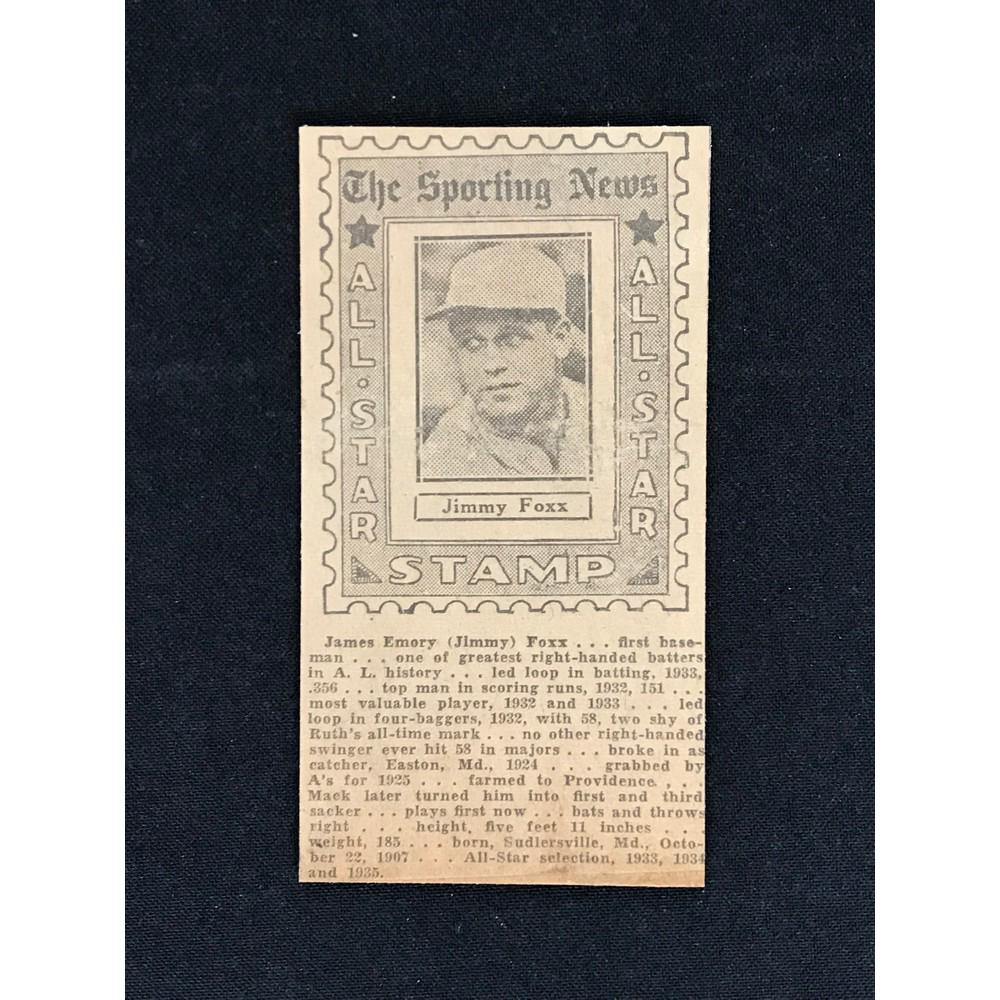 The Sporting News
ALL·STAR
ALL·STAR
Jimmy Foxx
STAMP
James Emory (Jimmy) Foxx . . . first base-
man . . . one of greatest right-handed batters
in A. L. history . . . led loop in batting, 1933,
.356 . . . top man in scoring runs, 1932, 151 . . .
most valuable player, 1932 and 1933 . . . led
loop in four-baggers, 1932, with 58, two shy of
Ruth's all-time mark . . . no other right-handed
swinger ever hit 58 in majors . . . broke in as
catcher, Easton, Md., 1924 . . . grabbed by
A's for 1925 . . . farmed to Providence . . .
Mack later turned him into first and third
sacker . . . plays first now . . . bats and throws
right . . . height, five feet 11 inches . . .
weight, 185 . . . born, Sudlersville, Md., Octo-
ber 22, 1907 . . . All-Star selection, 1933, 1934
and 1935.